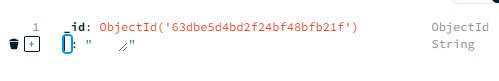 1 _id: ObjectId('63dbe5d4bd2f24bf48bfb21f') ObjectId
: " " String